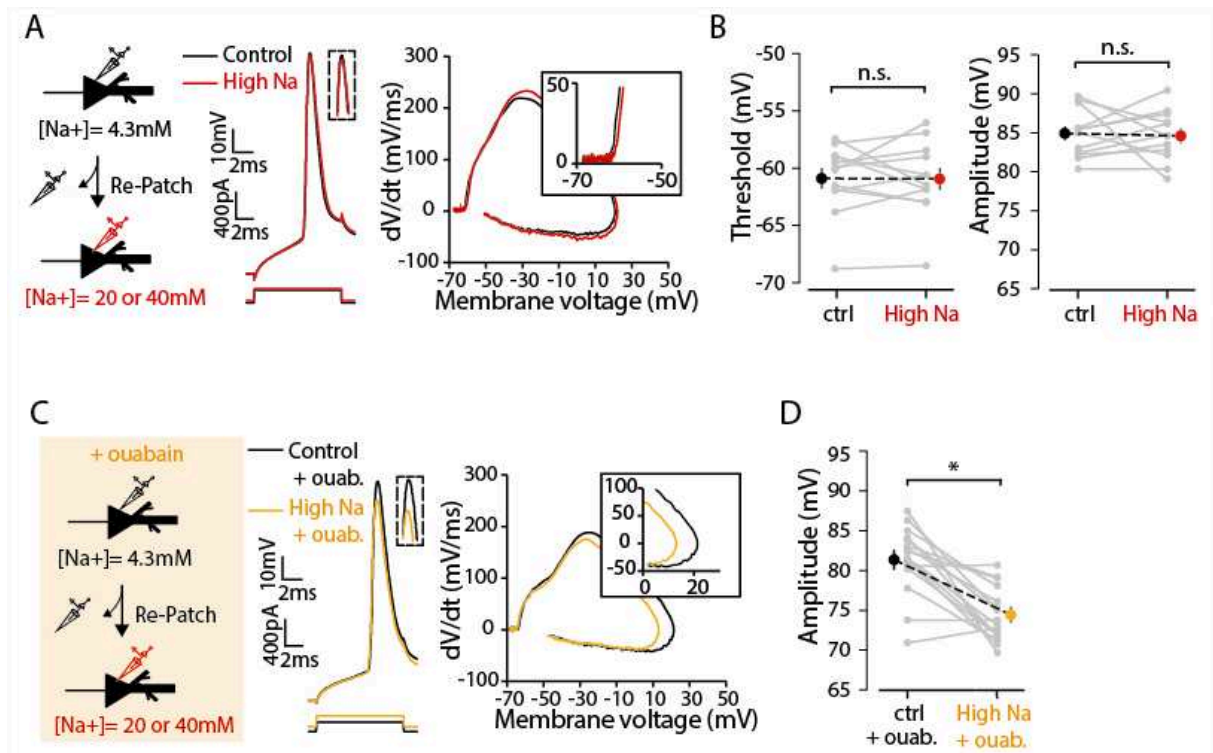 A
[Na+]= 4.3mM
Re-Patch
[Na+]= 20 or 40mM
Control
High Na
10mV
2ms
400pA
2ms
dV/dt (mV/ms)
300
200
100
0
-100
-70 -50 -30 -10 10 30 50
Membrane voltage (mV)
50
0
-70 -50
B
Threshold (mV)
-50
-55
-60
-65
-70
n.s.
ctrl High Na
Amplitude (mV)
95
90
85
80
75
70
65
n.s.
ctrl High Na
C
+ ouabain
[Na+]= 4.3mM
Re-Patch
[Na+]= 20 or 40mM
Control
+ ouab.
High Na
+ ouab.
10mV
2ms
400pA
2ms
dV/dt (mV/ms)
300
200
100
0
-100
-70 -50 -30 -10 10 30 50
Membrane voltage (mV)
100
50
0
-50
0 20
D
Amplitude (mV)
95
90
85
80
75
70
65
*
ctrl High Na
+ ouab. + ouab.